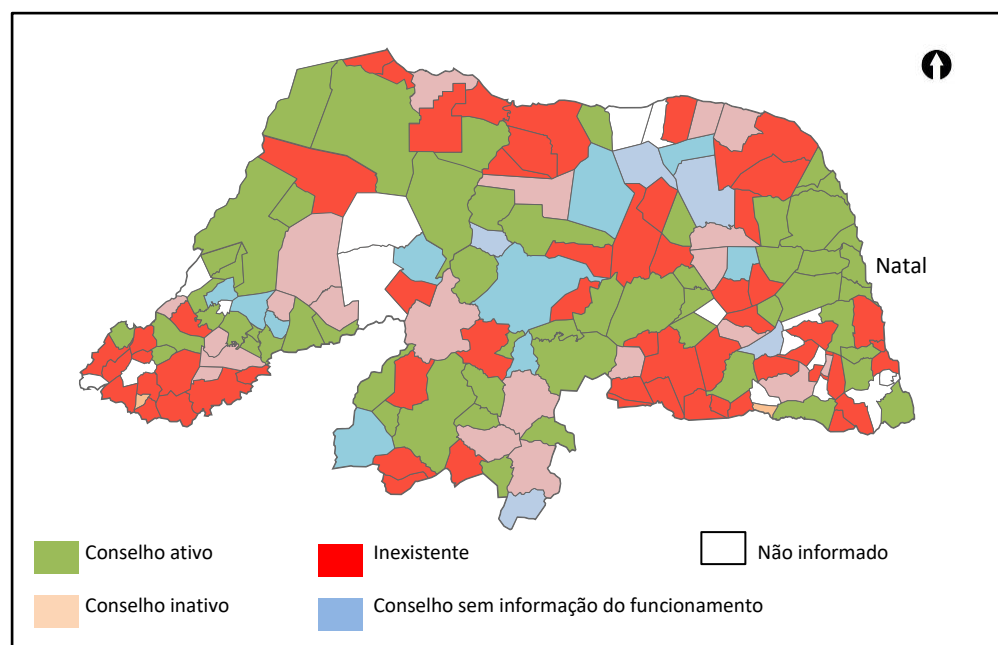 Natal
Conselho ativo
Inexistente
Não informado
Conselho inativo
Conselho sem informação do funcionamento